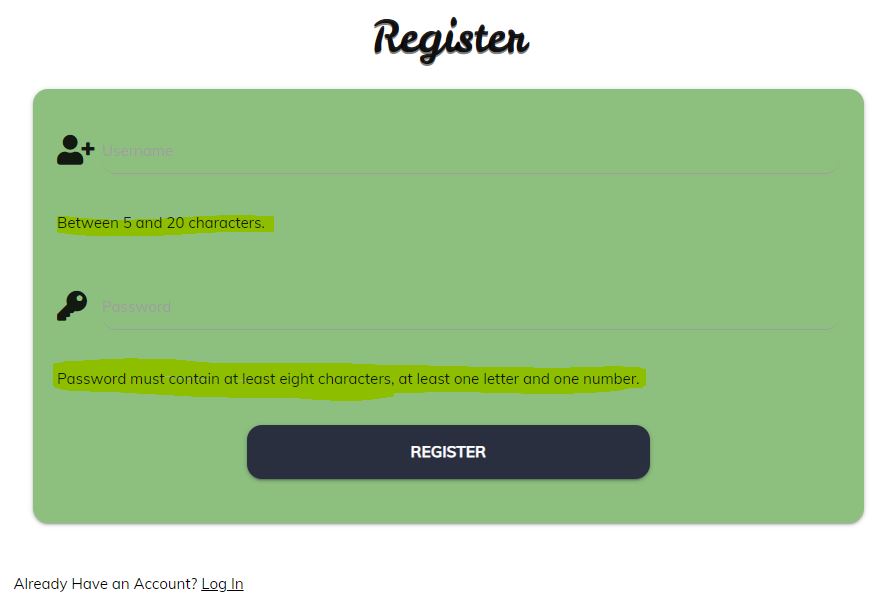 Register
Username
Between 5 and 20 characters.
Password
Password must contain at least eight characters, at least one letter and one number.
REGISTER
Already Have an Account? Log In